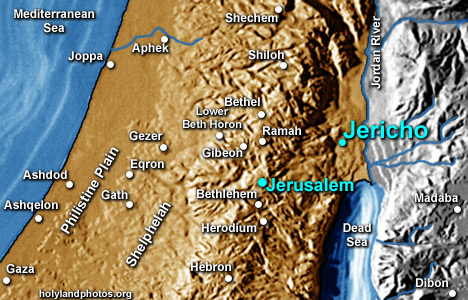 Mediterranean
Sea
Shechem
Aphek
Joppa
Shiloh
Jordan River
Bethel
Lower
Beth Horon
Ramah
Jericho
Gezer
Gibeon
Philistine Plain
Eqron
Ashdod
Jerusalem
Gath
Bethlehem
Madaba
Ashqelon
Shelphelah
Herodium
Dead
Sea
Gaza
Hebron
Dibon
holylandphotos.org